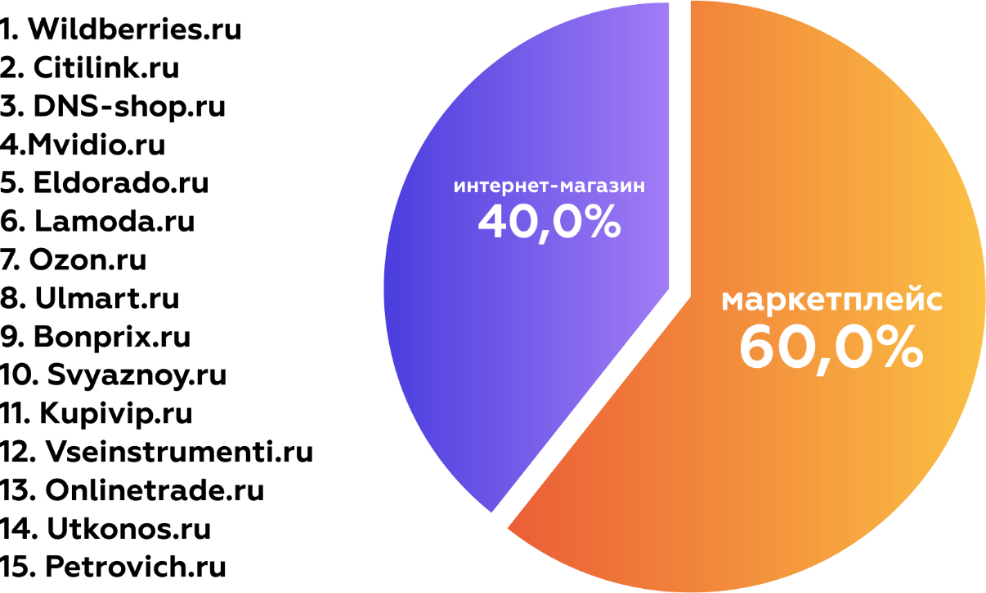 1. Wildberries.ru
2. Citilink.ru
3. DNS-shop.ru
4.Mvidio.ru
5. Eldorado.ru
6. Lamoda.ru
7. Ozon.ru
8. Ulmart.ru
9. Bonprix.ru
10. Svyaznoy.ru
11. Kupivip.ru
12. Vseinstrumenti.ru
13. Onlinetrade.ru
14. Utkonos.ru
15. Petrovich.ru
интернет-магазин
40,0%
маркетплейс
60,0%